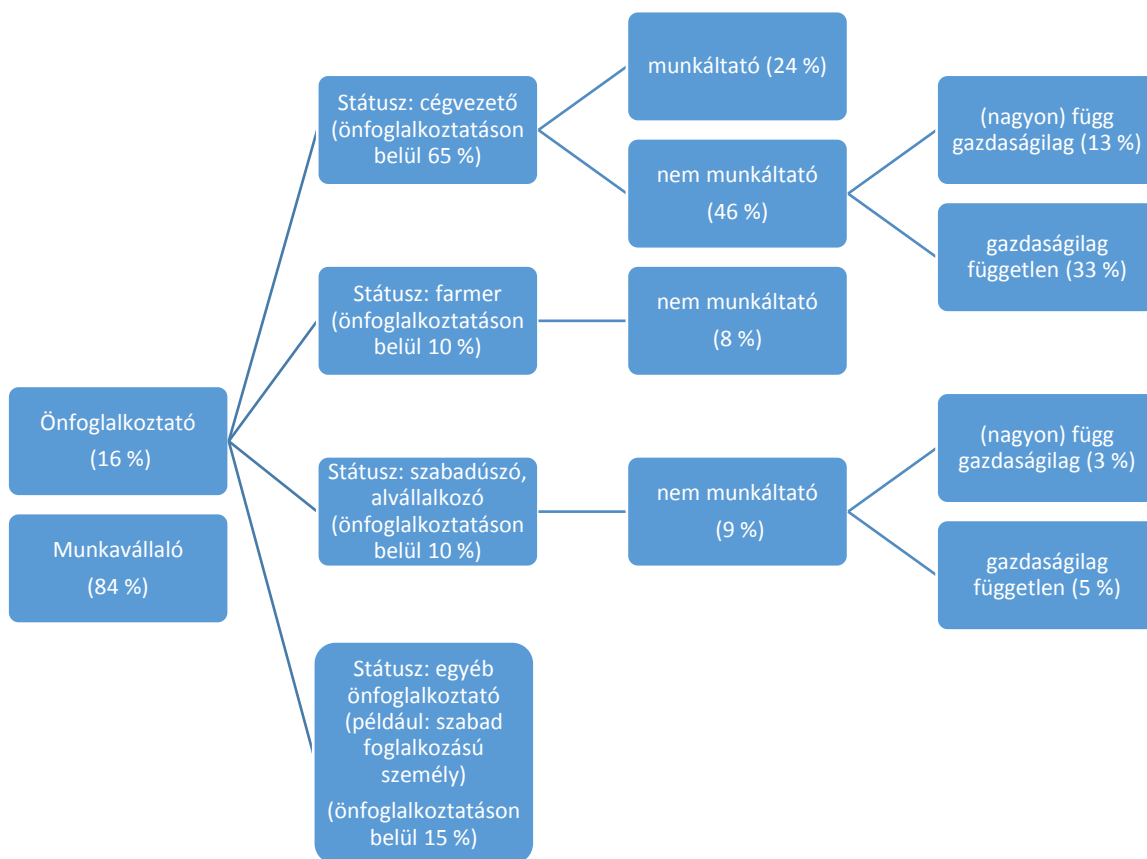 Önfoglalkoztató
(16 %)
Munkavállaló
(84 %)
Státusz: cégvezető
(önfoglalkoztatáson
belül 65 %)
munkáltató (24 %)
nem munkáltató
(46 %)
(nagyon) függ
gazdaságilag (13 %)
gazdaságilag
független (33 %)
Státusz: farmer
(önfoglalkoztatáson
belül 10 %)
nem munkáltató
(8 %)
Státusz: szabadúszó,
alvállalkozó
(önfoglalkoztatáson
belül 10 %)
nem munkáltató
(9 %)
(nagyon) függ
gazdaságilag (3 %)
gazdaságilag
független (5 %)
Státusz: egyéb
önfoglalkoztató
(például: szabad
foglalkozású
személy)
(önfoglalkoztatáson
belül 15 %)